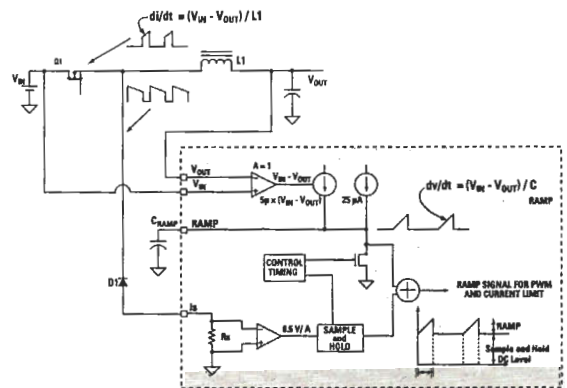 di/dt = (VIN - VOUT) / L1
Q1
VIN
L1
VOUT
VOUT
VIN
A = 1
VIN - VOUT
5µ x (VIN - VOUT)
25 µA
dv/dt = (VIN - VOUT) / C
RAMP
CRAMP
RAMP
CONTROL
TIMING
D1
Is
Rs
0.5 V/A
SAMPLE
and
HOLD
RAMP SIGNAL FOR PWM
AND CURRENT LIMIT
RAMP
Sample and Hold
DC Level